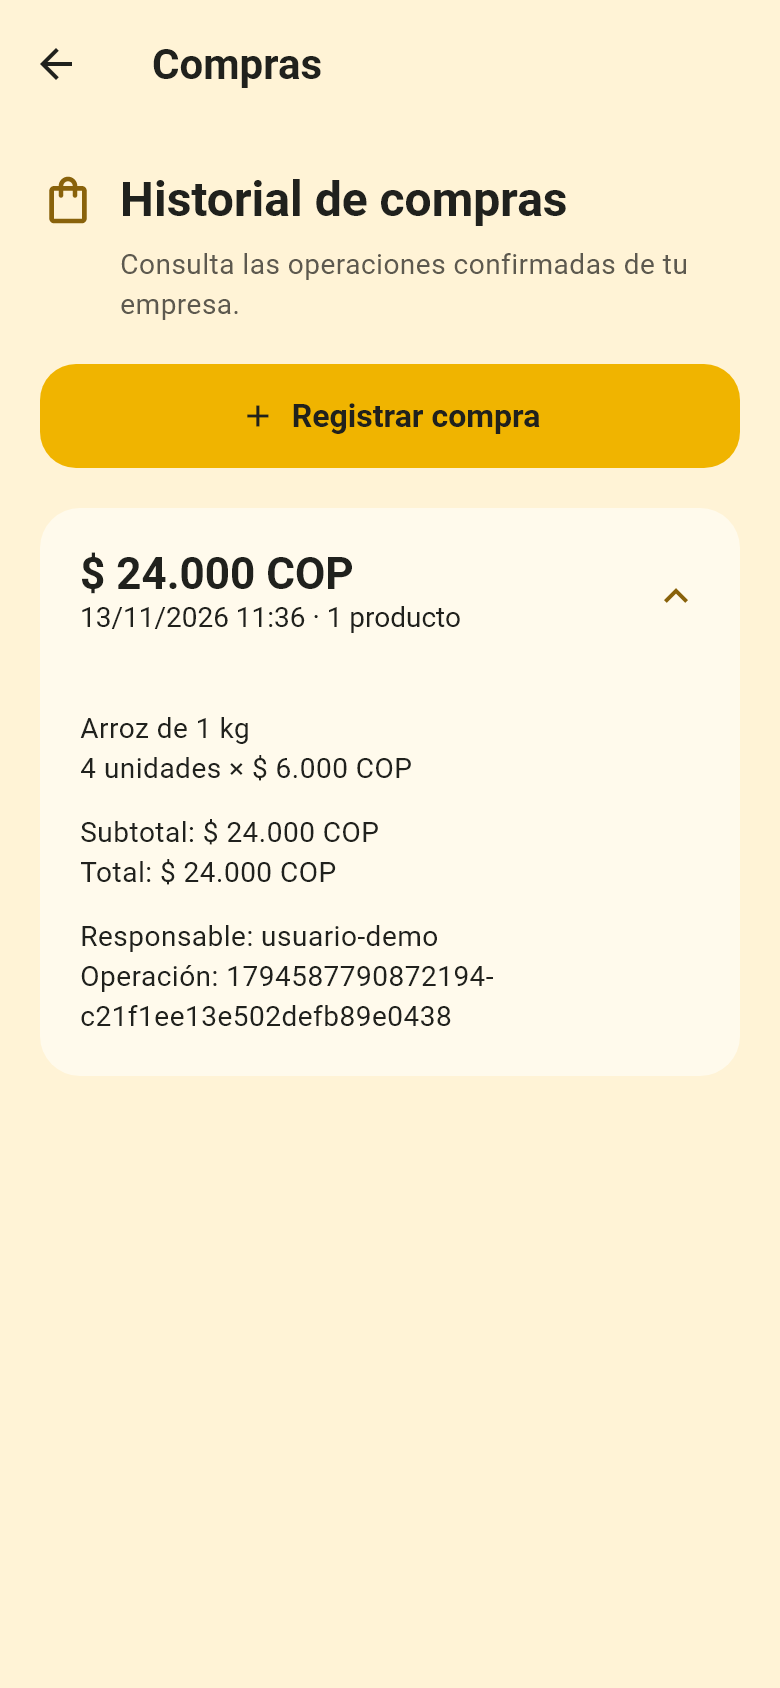 Compras
Historial de compras
Consulta las operaciones confirmadas de tu
empresa.
+ Registrar compra
$ 24.000 COP
13/11/2026 11:36 · 1 producto
Arroz de 1 kg
4 unidades × $ 6.000 COP
Subtotal: $ 24.000 COP
Total: $ 24.000 COP
Responsable: usuario-demo
Operación: 1794587790872194-
c21f1ee13e502defb89e0438